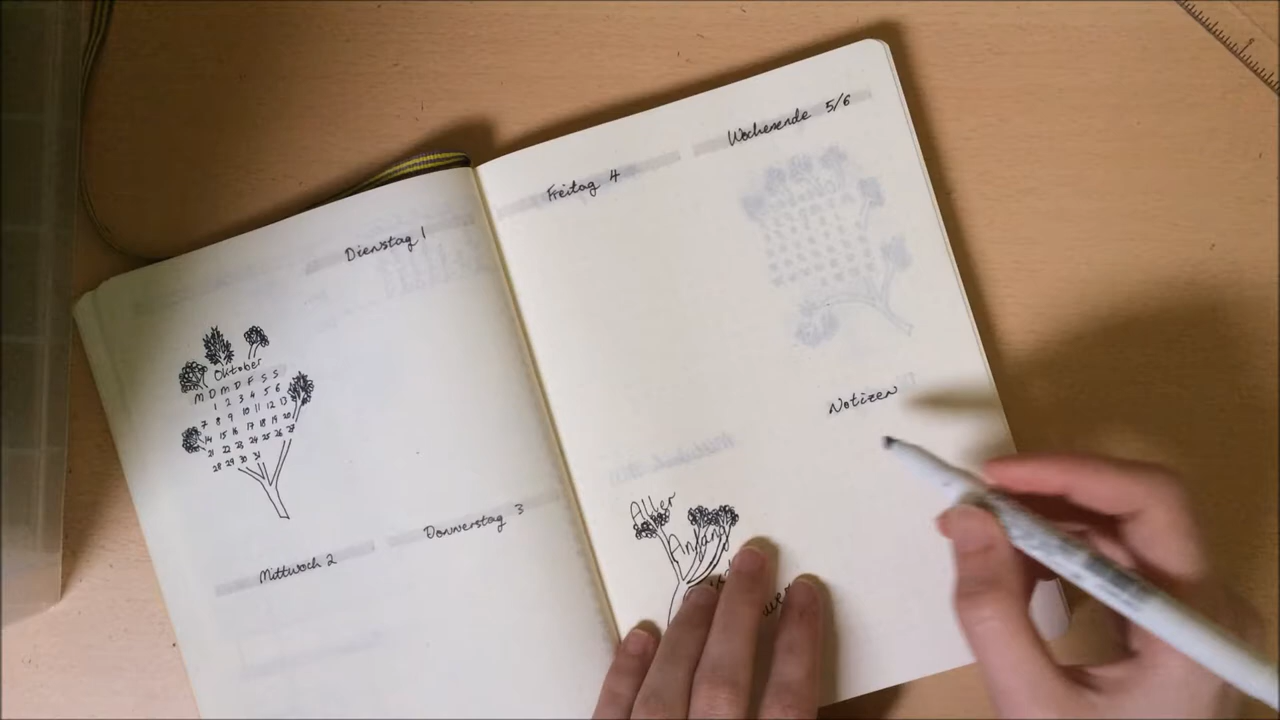 Dienstag 1
Oktober
M D M D F S S
1 2 3 4 5 6
7 8 9 10 11 12 13
14 15 16 17 18 19 20
21 22 23 24 25 26 27
28 29 30 31
Mittwoch 2
Donnerstag 3
Freitag 4
Wochenende 5/6
Notizen
Aller
Anfang